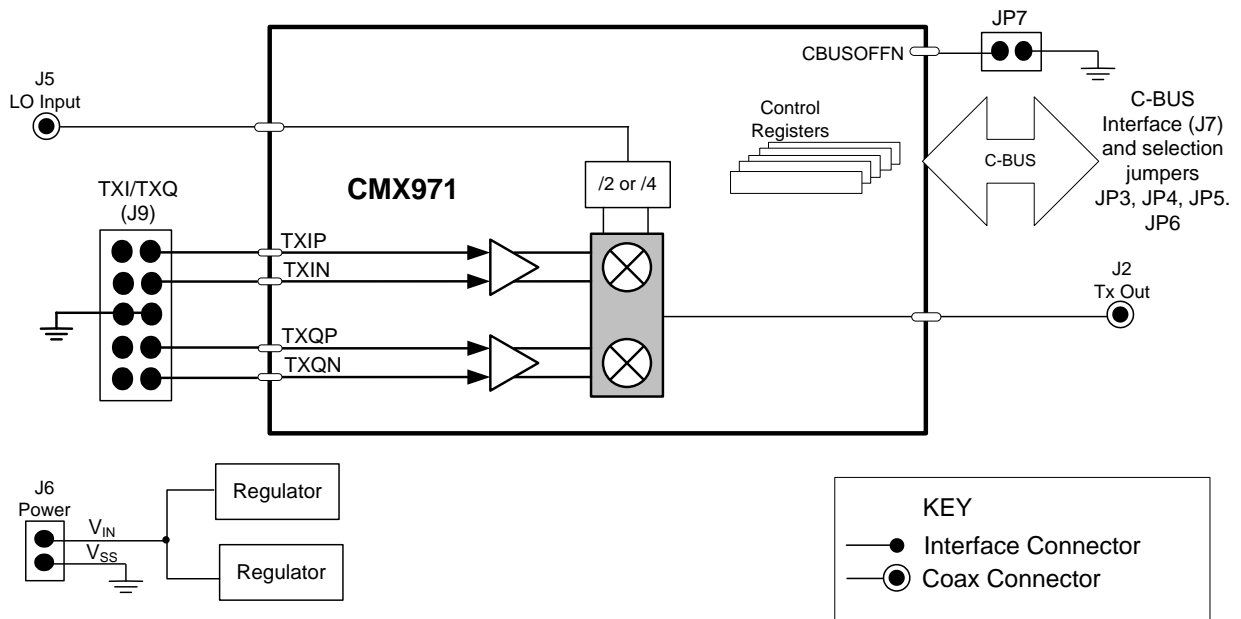 JP7
CBUSOFFN
J5
LO Input
Control
Registers
C-BUS
C-BUS
Interface (J7)
and selection
jumpers
JP3, JP4, JP5.
JP6
CMX971
/2 or /4
TXI/TXQ
(J9)
TXIP
TXIN
TXQP
TXQN
J2
Tx Out
J6
Power
VIN
VSS
Regulator
Regulator
KEY
Interface Connector
Coax Connector